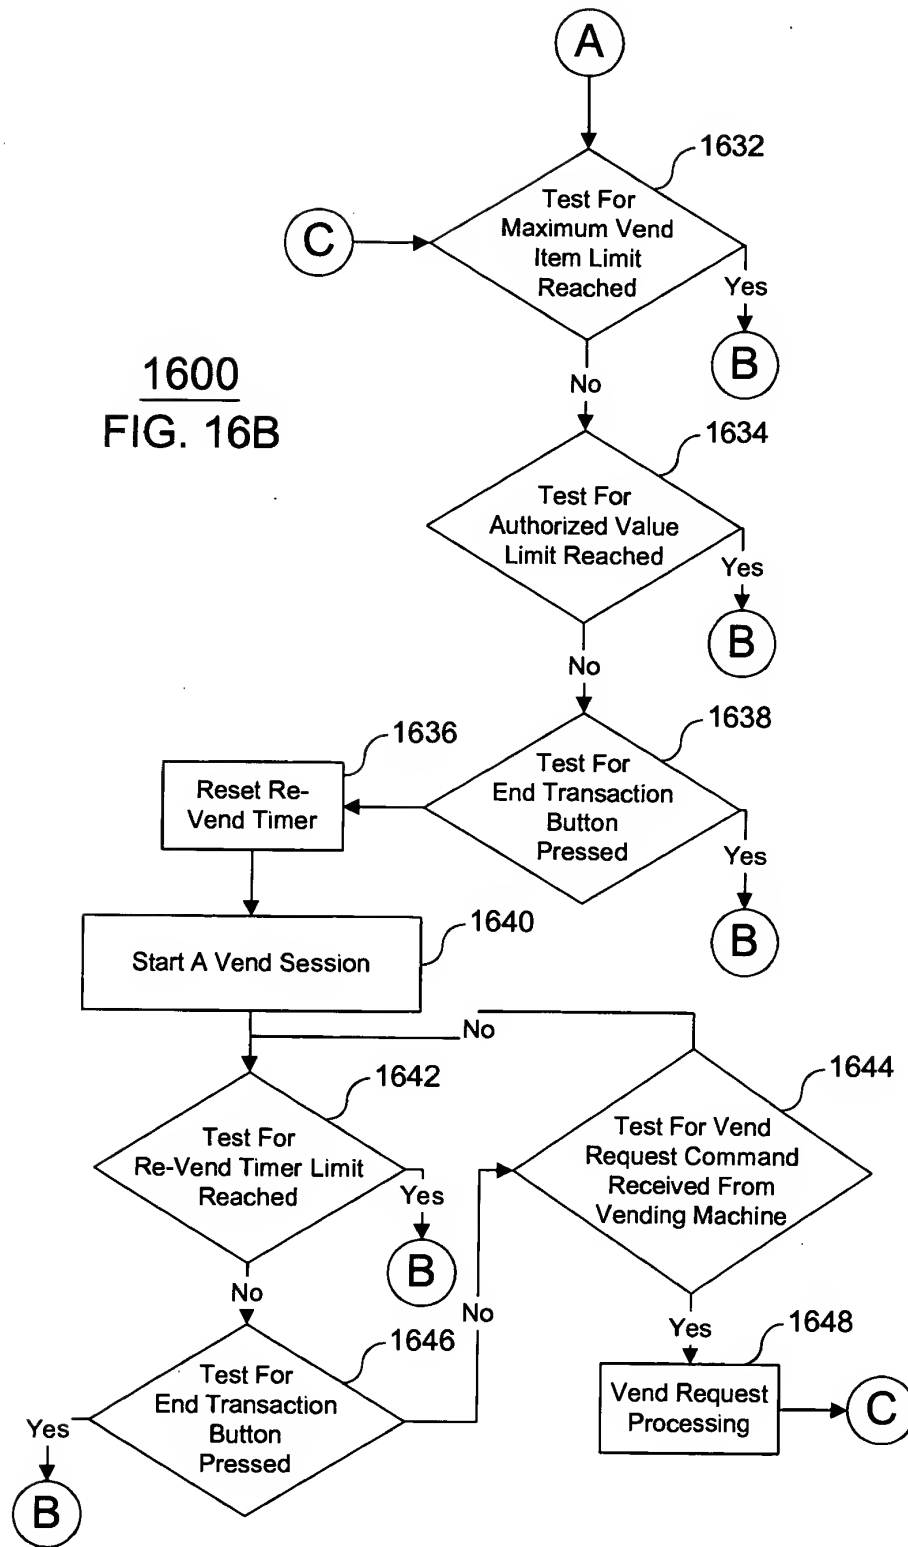 A
1632
Test For
Maximum Vend
Item Limit
Reached
C
Yes
B
No
1600
FIG. 16B
1634
Test For
Authorized Value
Limit Reached
Yes
B
No
1638
Test For
End Transaction
Button
Pressed
Yes
B
1636
Reset Re-
Vend Timer
1640
Start A Vend Session
No
1642
Test For
Re-Vend Timer Limit
Reached
Yes
B
No
1644
Test For Vend
Request Command
Received From
Vending Machine
Yes
1646
Test For
End Transaction
Button
Pressed
No
Yes
B
1648
Vend Request
Processing
C